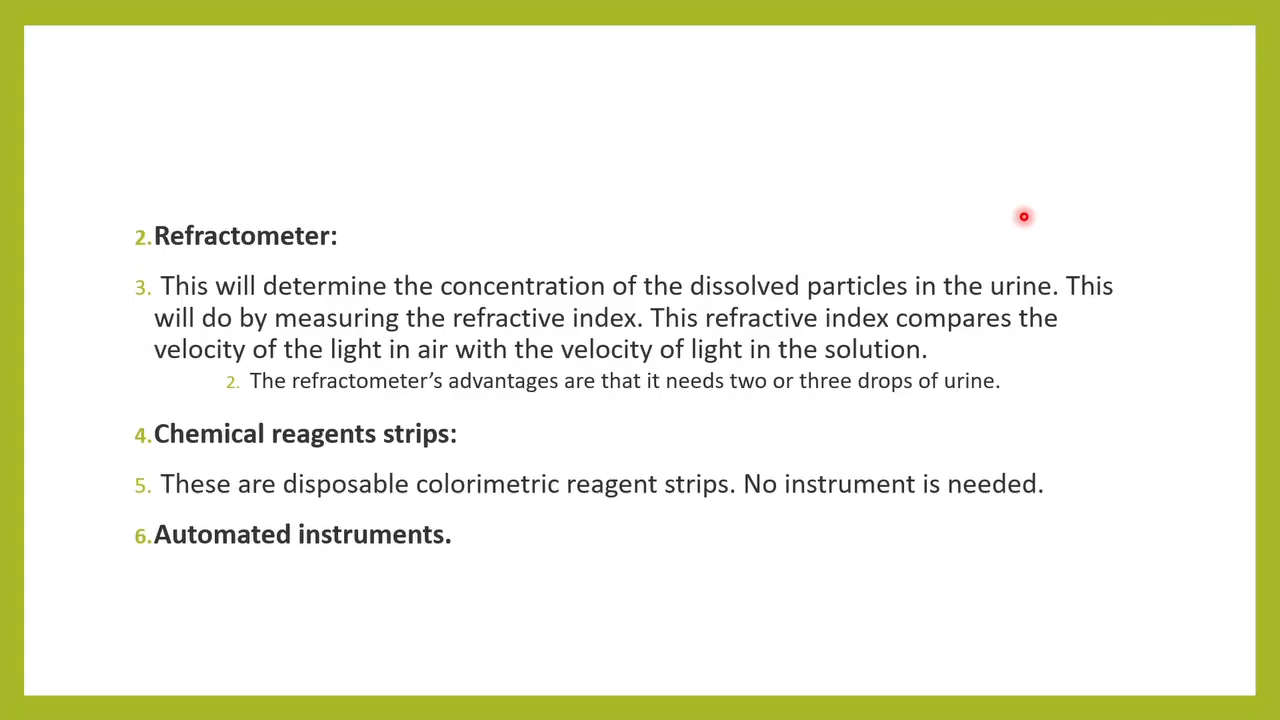 2. Refractometer:
3. This will determine the concentration of the dissolved particles in the urine. This
will do by measuring the refractive index. This refractive index compares the
velocity of the light in air with the velocity of light in the solution.
2. The refractometer’s advantages are that it needs two or three drops of urine.
4. Chemical reagents strips:
5. These are disposable colorimetric reagent strips. No instrument is needed.
6. Automated instruments.